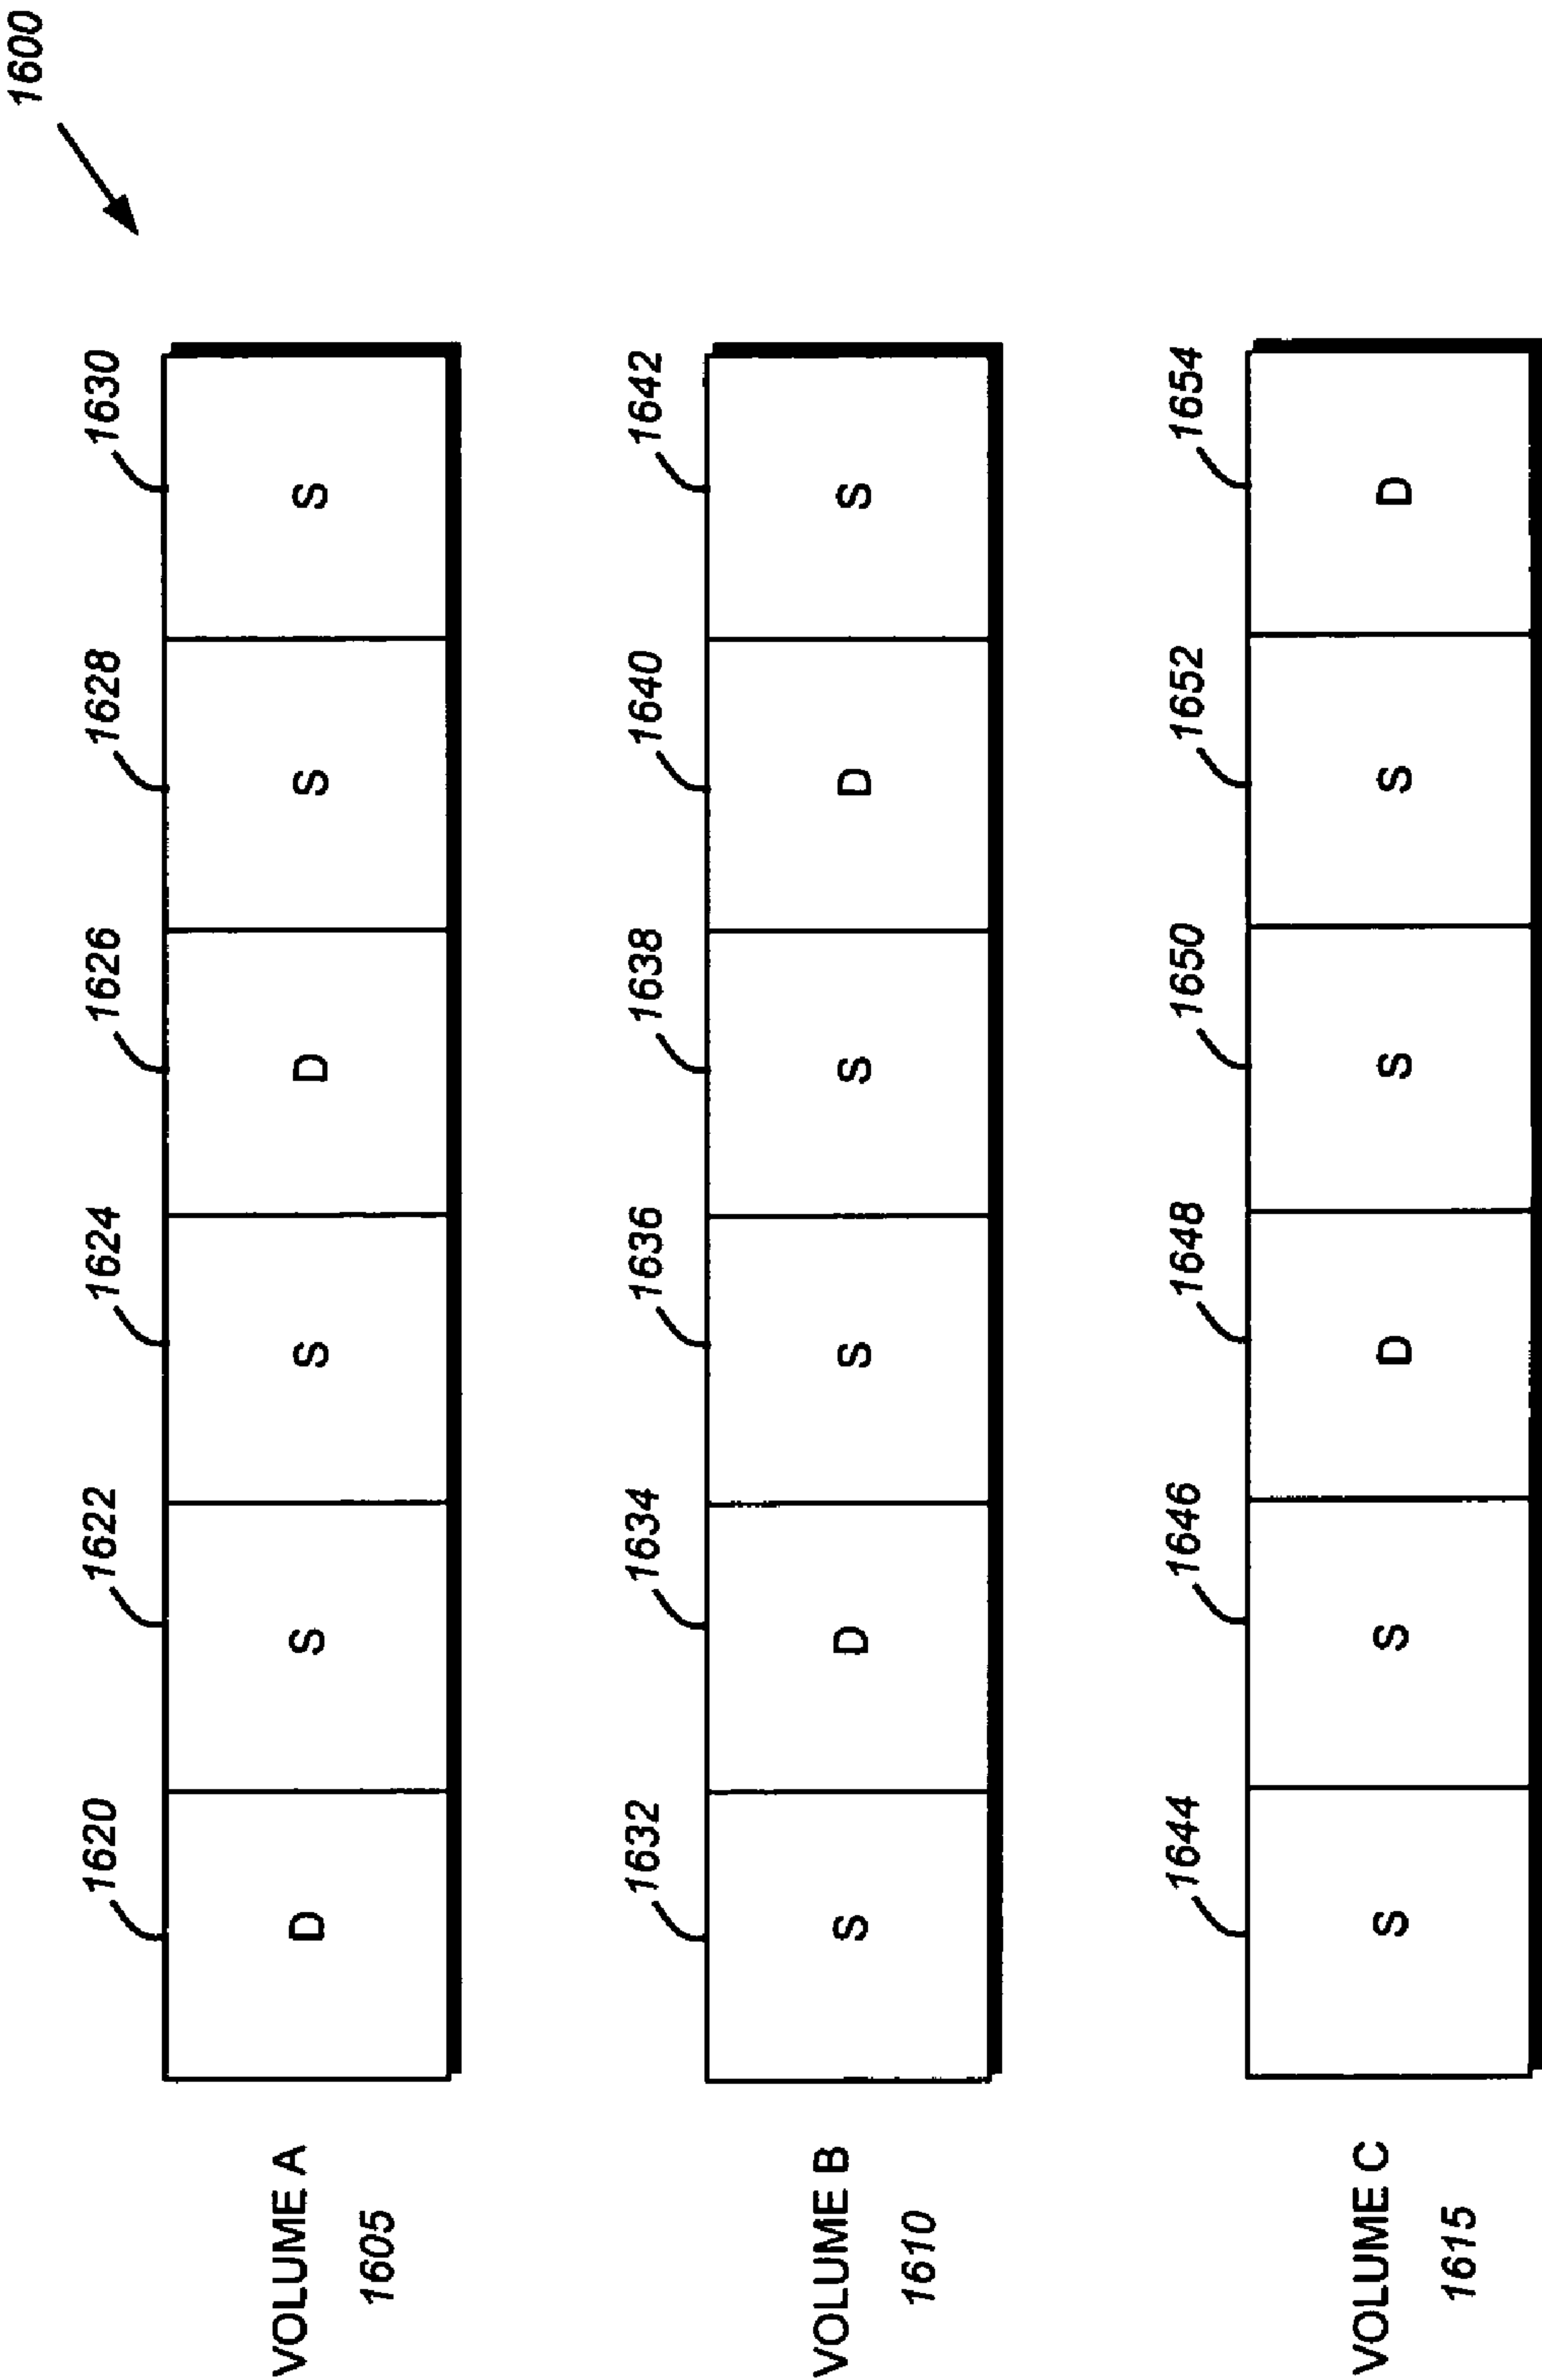 1600
1620 1622 1624 1626 1628 1630
VOLUME A D S S D S S
1605
1632 1634 1636 1638 1640 1642
VOLUME B S D S S D S
1610
1644 1646 1648 1650 1652 1654
VOLUME C S S D S S D
1615